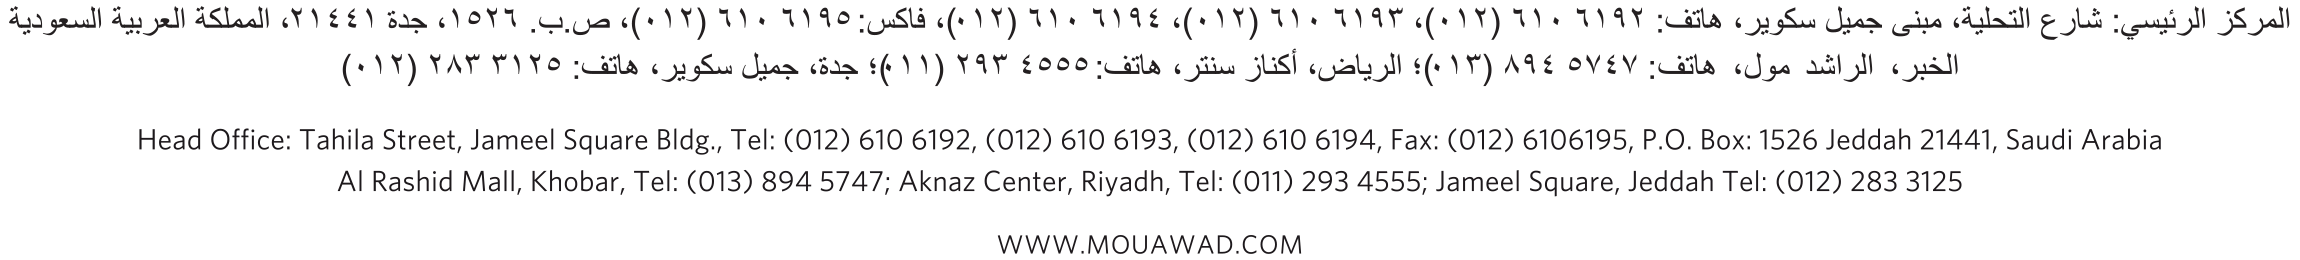 المركز الرئيسي: شارع التحلية، مبنى جميل سكوير، هاتف: ٦١٩٢ ٦١٠ (٠١٢)، ٦١٩٣ ٦١٠ (٠١٢)، ٦١٩٤ ٦١٠ (٠١٢)، فاكس: ٦١٩٥ ٦١٠ (٠١٢)، ص.ب. ١٥٢٦، جدة ٢١٤٤١، المملكة العربية السعودية
الخبر، الراشد مول، هاتف: ٥٧٤٧ ٨٩٤ (٠١٣)؛ الرياض، أكناز سنتر، هاتف: ٤٥٥٥ ٢٩٣ (٠١١)؛ جدة، جميل سكوير، هاتف: ٣١٢٥ ٢٨٣ (٠١٢)
Head Office: Tahila Street, Jameel Square Bldg., Tel: (012) 610 6192, (012) 610 6193, (012) 610 6194, Fax: (012) 6106195, P.O. Box: 1526 Jeddah 21441, Saudi Arabia
Al Rashid Mall, Khobar, Tel: (013) 894 5747; Aknaz Center, Riyadh, Tel: (011) 293 4555; Jameel Square, Jeddah Tel: (012) 283 3125
WWW.MOUAWAD.COM